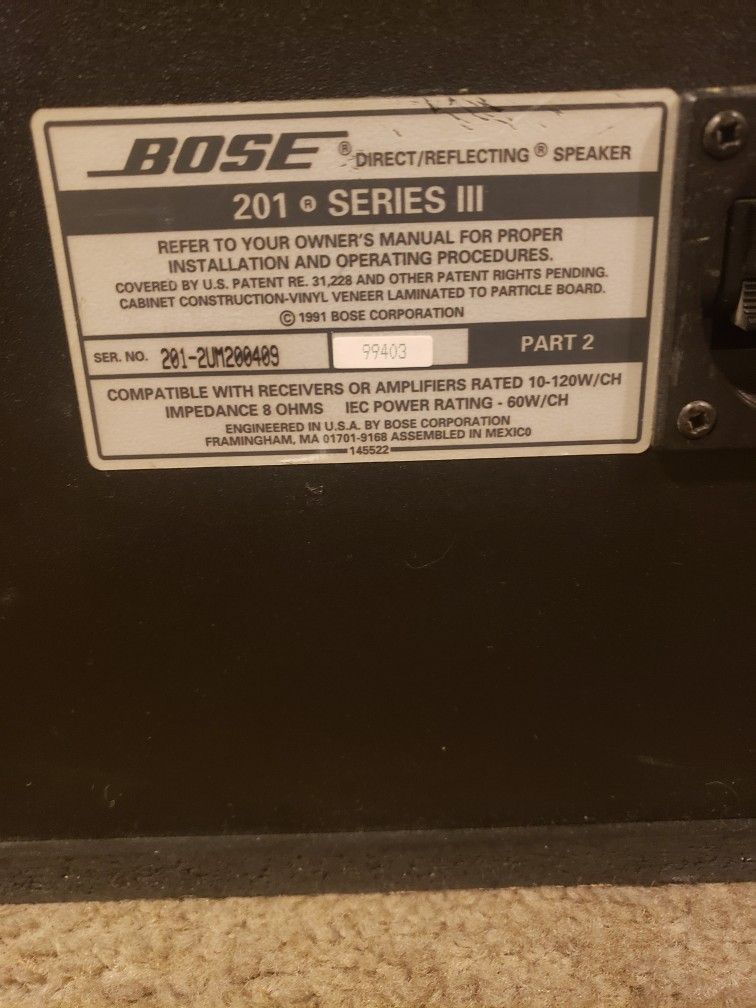 BOSE ® DIRECT/REFLECTING ® SPEAKER
201 ® SERIES III
REFER TO YOUR OWNER'S MANUAL FOR PROPER
INSTALLATION AND OPERATING PROCEDURES.
COVERED BY U.S. PATENT RE. 31,228 AND OTHER PATENT RIGHTS PENDING.
CABINET CONSTRUCTION-VINYL VENEER LAMINATED TO PARTICLE BOARD.
© 1991 BOSE CORPORATION
SER. NO. 201-2UM200409 99403 PART 2
COMPATIBLE WITH RECEIVERS OR AMPLIFIERS RATED 10-120W/CH
IMPEDANCE 8 OHMS IEC POWER RATING - 60W/CH
ENGINEERED IN U.S.A. BY BOSE CORPORATION
FRAMINGHAM, MA 01701-9168 ASSEMBLED IN MEXICO
145522